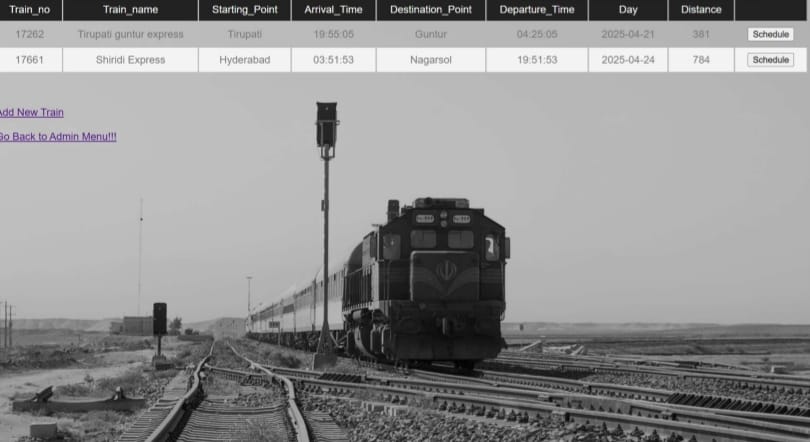 Train_no Train_name Starting_Point Arrival_Time Destination_Point Departure_Time Day Distance
17262 Tirupati guntur express Tirupati 19:55:05 Guntur 04:25:05 2025-04-21 381 Schedule
17661 Shiridi Express Hyderabad 03:51:53 Nagarsol 19:51:53 2025-04-24 784 Schedule
Add New Train
Go Back to Admin Menu!!!